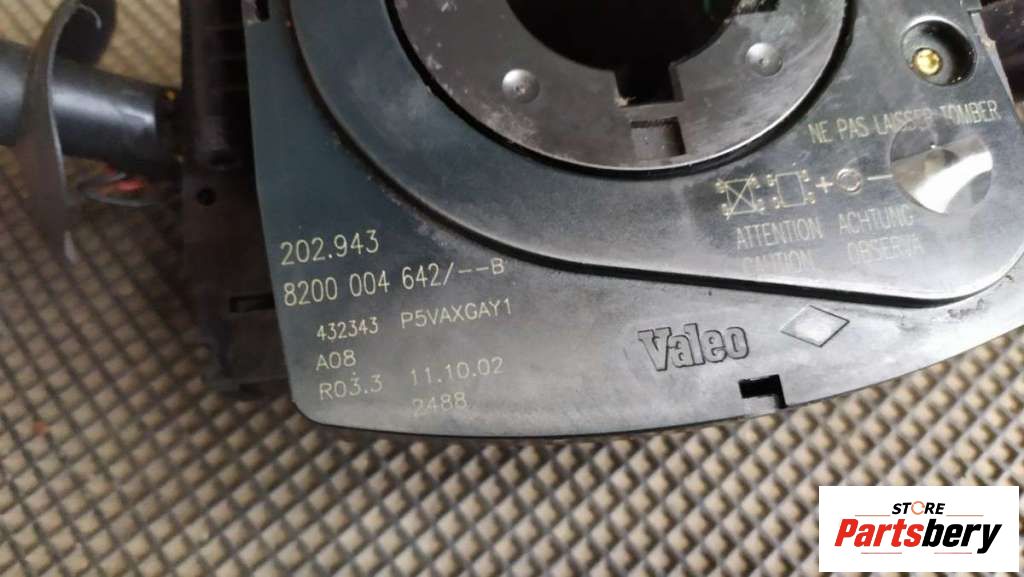 NE PAS LAISSER TOMBER
+ -
ATTENTION ACHTUNG
CAUTION OBSERVA
202.943
8200 004 642/--B
432343 P5VAXGAY1
A08
R03.3 11.10.02
2488
Valeo
STORE
Partsbery